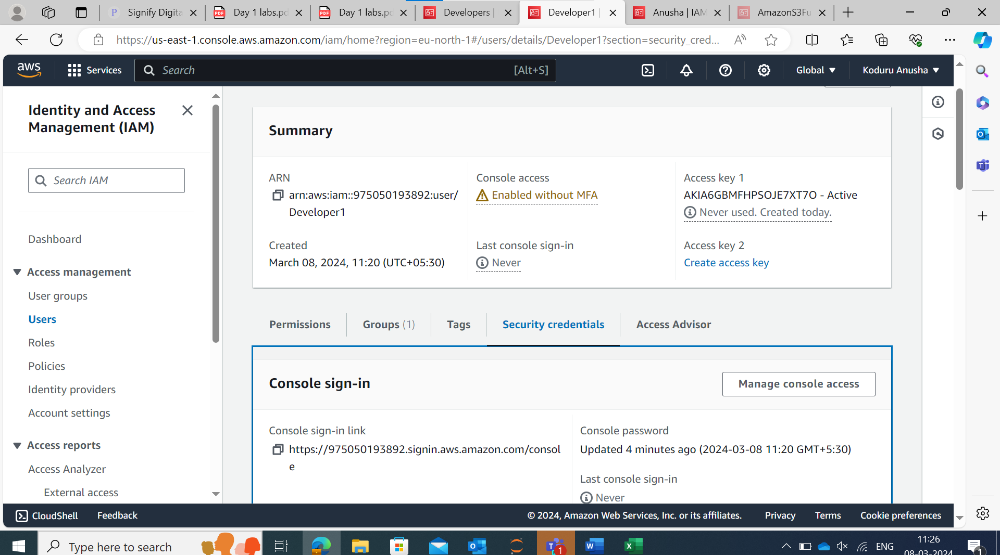 Signify Digita
Day 1 labs.pd
Day 1 labs.pd
Developers |
Developer1 |
Anusha | IAM
AmazonS3Fu
https://us-east-1.console.aws.amazon.com/iam/home?region=eu-north-1#/users/details/Developer1?section=security_cred...
aws
Services
Search
[Alt+S]
Global
Koduru Anusha
Identity and Access
Management (IAM)
Search IAM
Dashboard
Access management
User groups
Users
Roles
Policies
Identity providers
Account settings
Access reports
Access Analyzer
External access
Summary
ARN
arn:aws:iam::975050193892:user/
Developer1
Console access
Enabled without MFA
Access key 1
AKIA6GBMFHPSOJE7XT7O - Active
Never used. Created today.
Created
March 08, 2024, 11:20 (UTC+05:30)
Last console sign-in
Never
Access key 2
Create access key
Permissions
Groups (1)
Tags
Security credentials
Access Advisor
Console sign-in
Manage console access
Console sign-in link
https://975050193892.signin.aws.amazon.com/consol
e
Console password
Updated 4 minutes ago (2024-03-08 11:20 GMT+5:30)
Last console sign-in
Never
CloudShell
Feedback
© 2024, Amazon Web Services, Inc. or its affiliates.
Privacy
Terms
Cookie preferences
Type here to search
1
ENG
11:26
08-03-2024
1